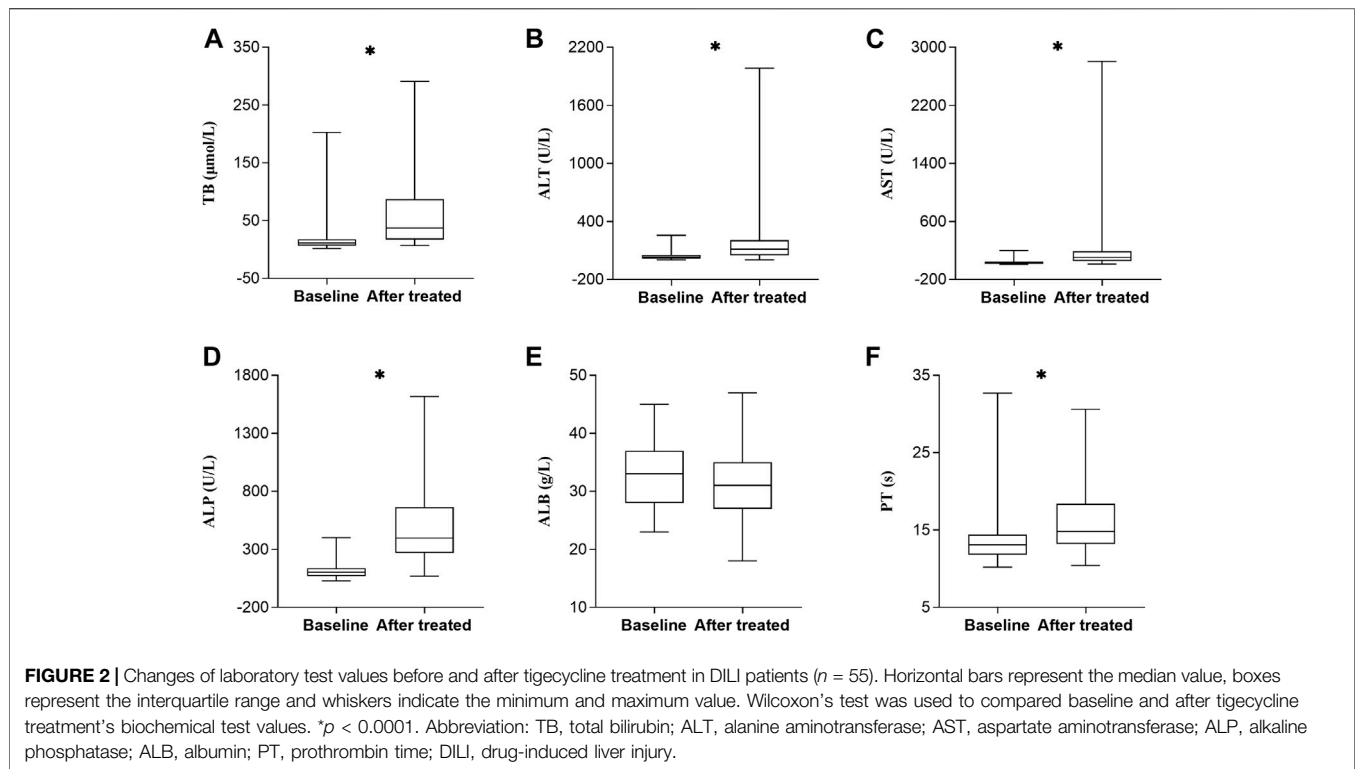 A
350
*
250
150
50
-50
TB (μmol/L)
Baseline After treated
B
2200
*
1600
1000
400
-200
ALT (U/L)
Baseline After treated
C
3000
*
2200
1400
600
-200
AST (U/L)
Baseline After treated
D
1800
*
1300
800
300
-200
ALP (U/L)
Baseline After treated
E
50
40
30
20
10
ALB (g/L)
Baseline After treated
F
35
*
25
15
5
PT (s)
Baseline After treated
FIGURE 2 | Changes of laboratory test values before and after tigecycline treatment in DILI patients (n = 55). Horizontal bars represent the median value, boxes
represent the interquartile range and whiskers indicate the minimum and maximum value. Wilcoxon's test was used to compared baseline and after tigecycline
treatment's biochemical test values. *p < 0.0001. Abbreviation: TB, total bilirubin; ALT, alanine aminotransferase; AST, aspartate aminotransferase; ALP, alkaline
phosphatase; ALB, albumin; PT, prothrombin time; DILI, drug-induced liver injury.